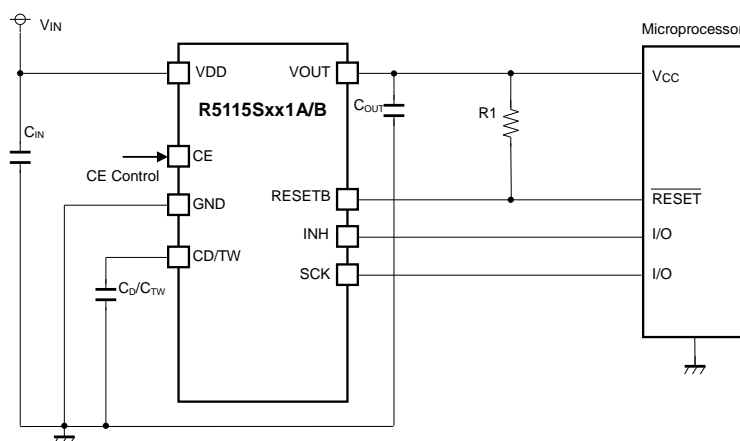 VIN
Microprocessor
VDD
VOUT
VCC
R5115Sxx1A/B
COUT
R1
CIN
CE
CE Control
RESETB
RESET
GND
INH
I/O
CD/TW
SCK
I/O
CD/CTW